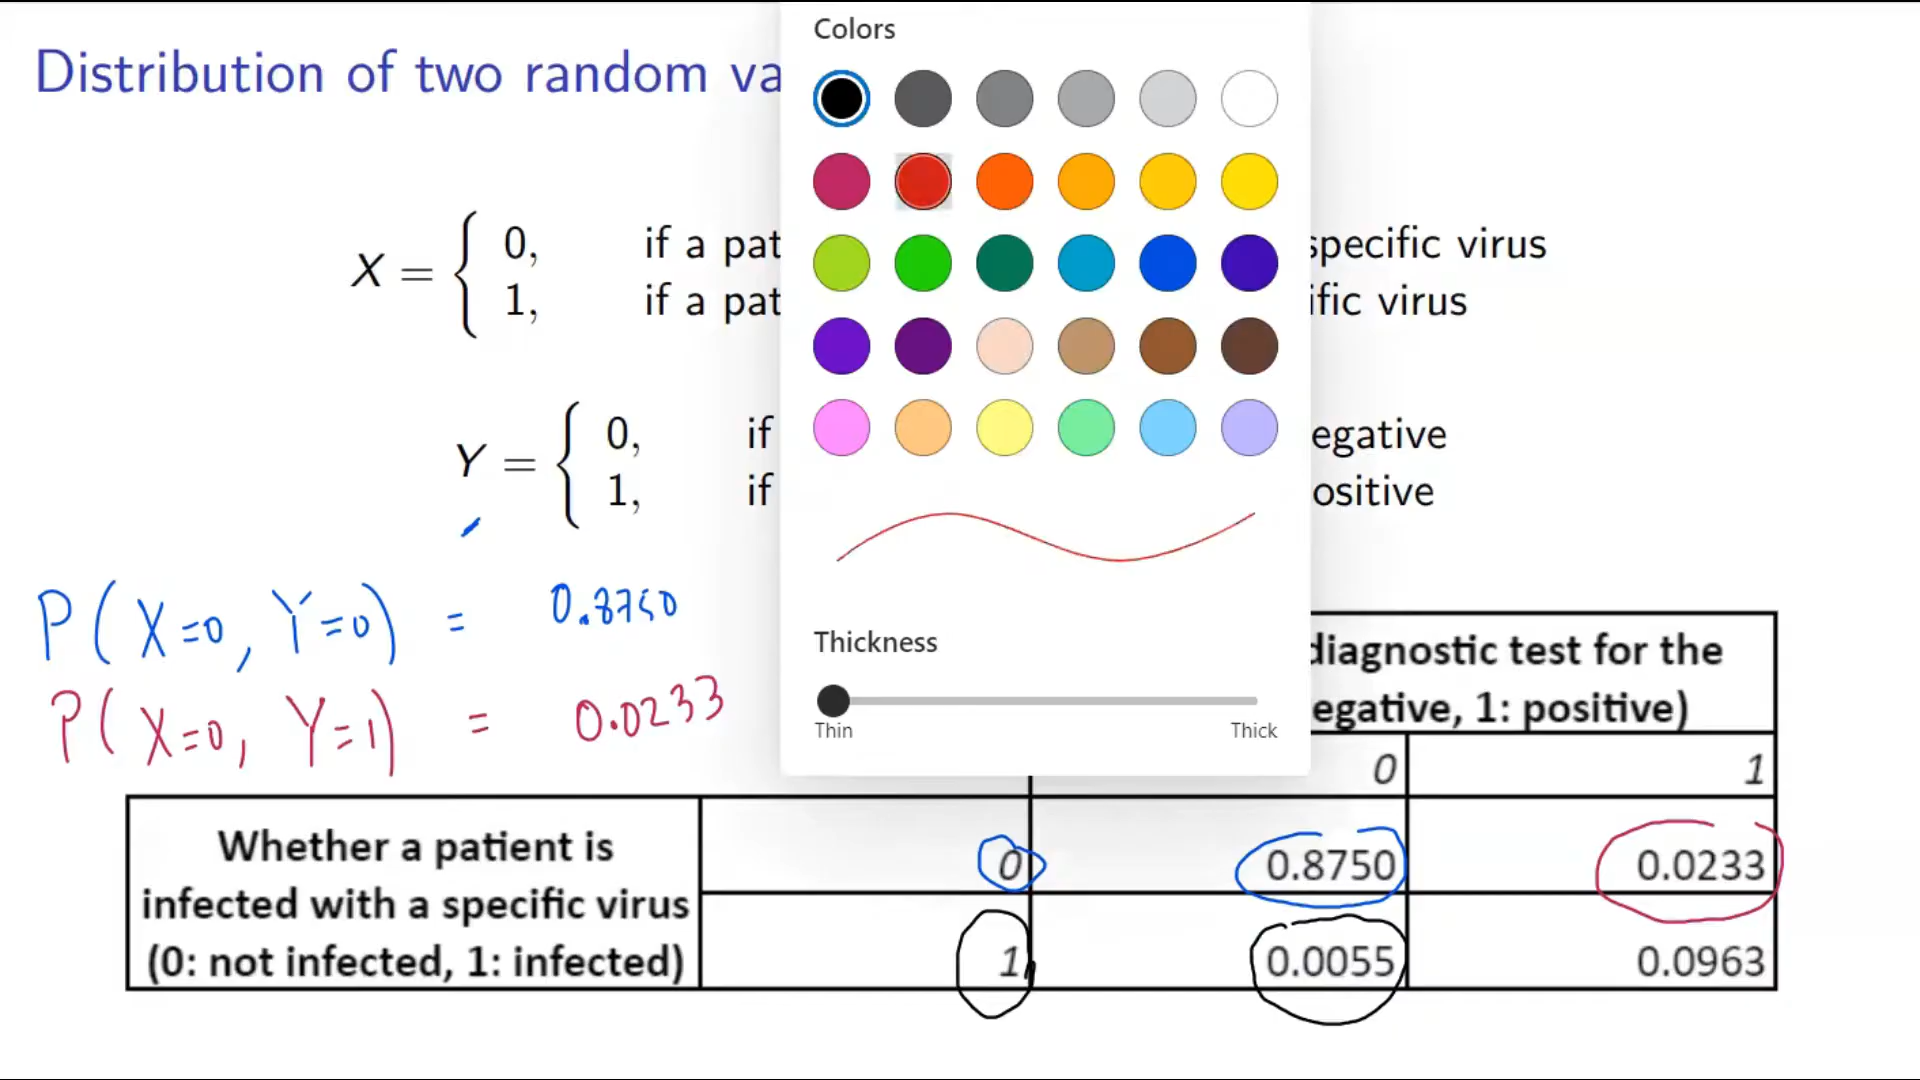 Distribution of two random va
Colors
X = { 0, if a pat specific virus
1, if a pat ific virus
Y = { 0, if egative
1, if ositive
P(X=0, Y=0) = 0.8750
P(X=0, Y=1) = 0.0233
Thickness
Thin Thick
diagnostic test for the
egative, 1: positive)
0 1
Whether a patient is
infected with a specific virus
(0: not infected, 1: infected)
0 0.8750 0.0233
1 0.0055 0.0963